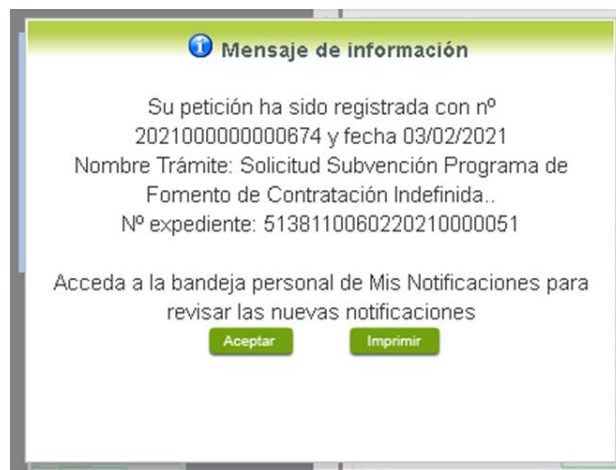 Mensaje de información
Su petición ha sido registrada con nº
2021000000000674 y fecha 03/02/2021
Nombre Trámite: Solicitud Subvención Programa de
Fomento de Contratación Indefinida..
Nº expediente: 5138110060220210000051
Acceda a la bandeja personal de Mis Notificaciones para
revisar las nuevas notificaciones
Aceptar Imprimir